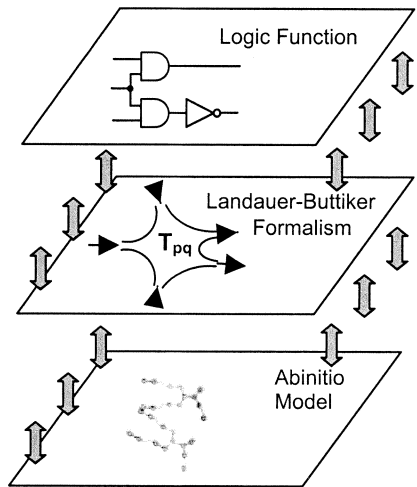 Logic Function
Landauer-Buttiker
Formalism
Tpq
Abinitio
Model